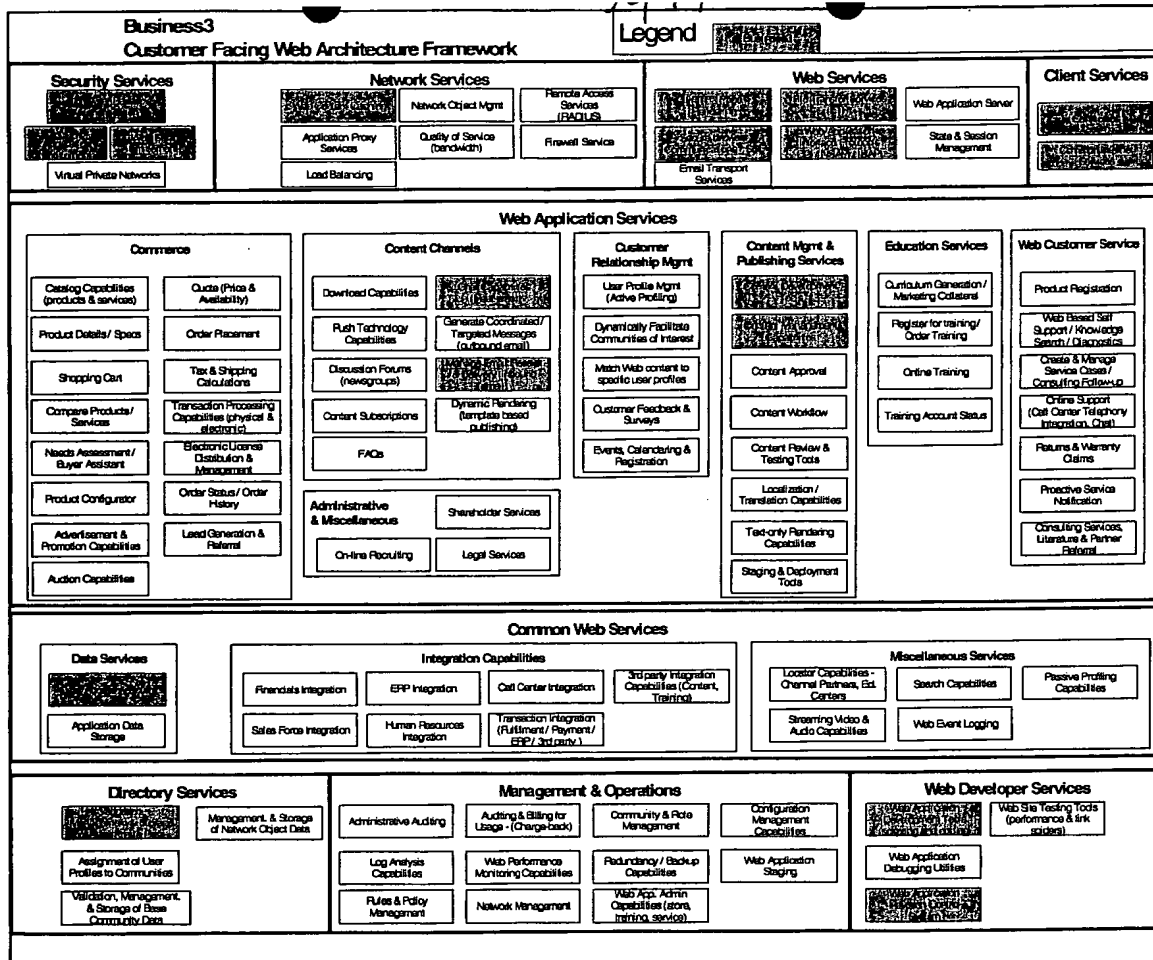 Business3
Customer Facing Web Architecture Framework
Legend
Security Services
Virtual Private Networks
Network Services
Network Object Mgmt
Remote Access
Services
(RADIUS)
Application Proxy
Services
Quality of Service
(bandwidth)
Firewall Service
Load Balancing
Web Services
Web Application Server
State & Session
Management
Email Transport
Services
Client Services
Web Application Services
Commerce
Catalog Capabilities
(products & services)
Quote (Price &
Availability)
Product Details / Specs
Order Placement
Shopping Cart
Tax & Shipping
Calculations
Compare Products /
Services
Transaction Processing
Capabilities (physical &
electronic)
Needs Assessment /
Buyer Assistant
Electronic License
Distribution &
Management
Product Configurator
Order Status / Order
History
Advertisement &
Promotion Capabilities
Lead Generation &
Referral
Auction Capabilities
Content Channels
Download Capabilities
Push Technology
Capabilities
Generate Coordinated /
Targeted Messages
(outbound email)
Discussion Forums
(newsgroups)
Content Subscriptions
Dynamic Rendering
(template based
publishing)
FAQs
Administrative
& Miscellaneous
Shareholder Services
On-line Recruiting
Legal Services
Customer
Relationship Mgmt
User Profile Mgmt
(Active Profiling)
Dynamically Facilitate
Communities of Interest
Match Web content to
specific user profiles
Customer Feedback &
Surveys
Events, Calendaring &
Registration
Content Mgmt &
Publishing Services
Content Approval
Content Workflow
Content Review &
Testing Tools
Localization /
Translation Capabilities
Text-only Rendering
Capabilities
Staging & Deployment
Tools
Education Services
Curriculum Generation /
Marketing Collateral
Register for training /
Order Training
Online Training
Training Account Status
Web Customer Service
Product Registration
Web Based Self
Support / Knowledge
Search / Diagnostics
Create & Manage
Service Cases /
Consulting Follow-up
Online Support
(Call Center Telephony
Integration, Chat)
Returns & Warranty
Claims
Proactive Service
Notification
Consulting Services,
Literature & Partner
Referral
Common Web Services
Data Services
Application Data
Storage
Integration Capabilities
Financials Integration
ERP Integration
Call Center Integration
3rd party Integration
Capabilities (Content,
Training)
Sales Force Integration
Human Resources
Integration
Transaction Integration
(Fulfillment / Payment /
ERP / 3rd party )
Miscellaneous Services
Locator Capabilities -
Channel Partners, Ed.
Centers
Search Capabilities
Passive Profiling
Capabilities
Streaming Video &
Audio Capabilities
Web Event Logging
Directory Services
Management. & Storage
of Network Object Data
Assignment of User
Profiles to Communities
Validation, Management.
& Storage of Base
Community Data
Management & Operations
Administrative Auditing
Auditing & Billing for
Usage - (Charge-back)
Community & Role
Management
Configuration
Management
Capabilities
Log Analysis
Capabilities
Web Performance
Monitoring Capabilities
Redundancy / Backup
Capabilities
Web Application
Staging
Rules & Policy
Management
Network Management
Web App. Admin
Capabilities (store,
training, service)
Web Developer Services
Web Application
Web Site Testing Tools
(performance & link
spiders)
Web Application
Debugging Utilities
Web Application